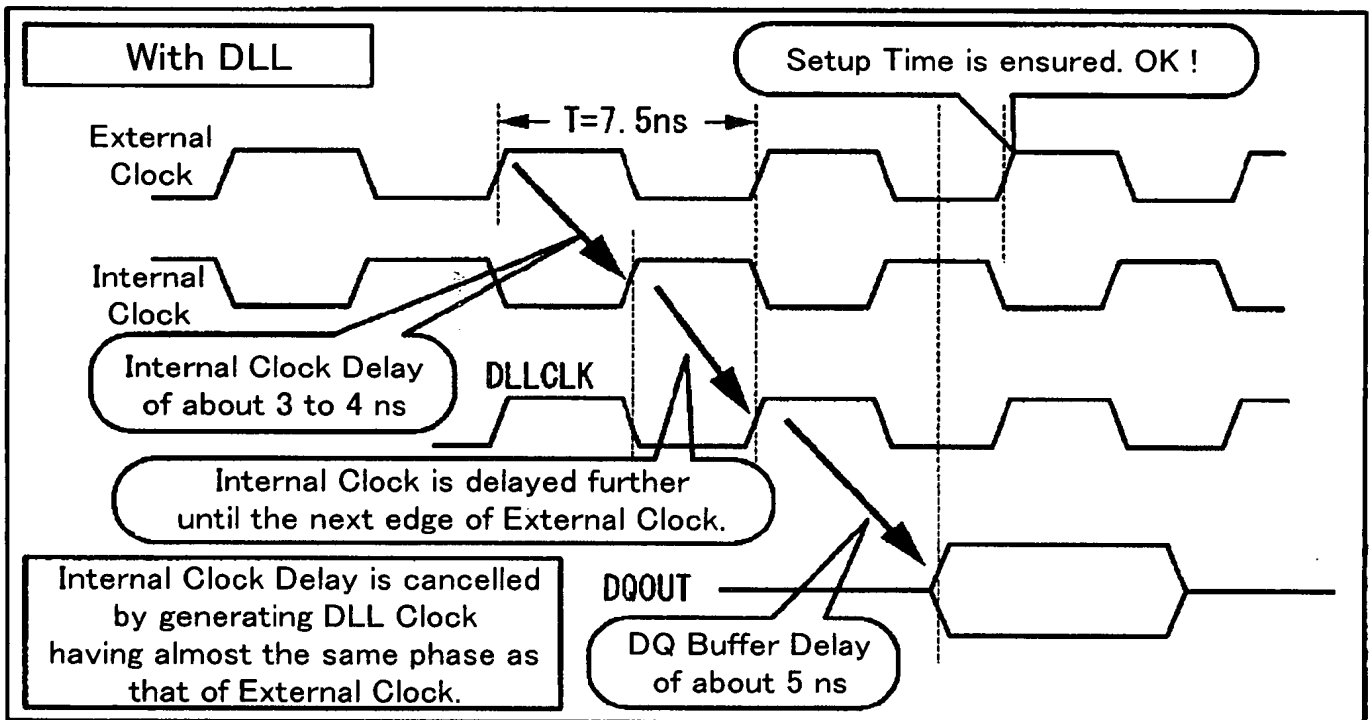 With DLL
Setup Time is ensured. OK !
T=7. 5ns
External
Clock
Internal
Clock
Internal Clock Delay
of about 3 to 4 ns
DLLCLK
Internal Clock is delayed further
until the next edge of External Clock.
Internal Clock Delay is cancelled
by generating DLL Clock
having almost the same phase as
that of External Clock.
DQOUT
DQ Buffer Delay
of about 5 ns